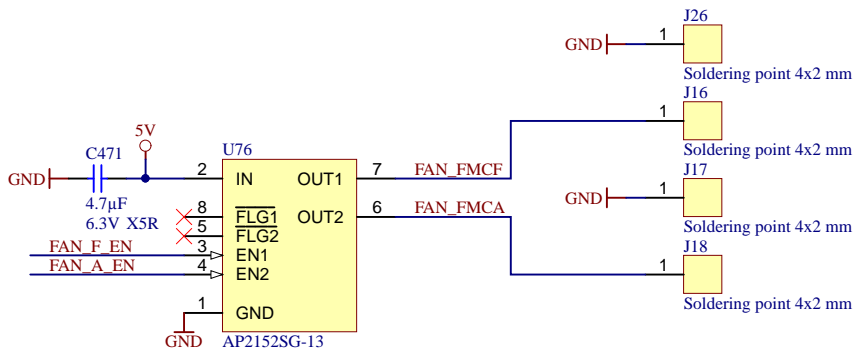 J26
GND 1
Soldering point 4x2 mm
J16
1
Soldering point 4x2 mm
5V
C471
U76
GND
4.7µF
6.3V X5R
2 IN OUT1 7 FAN_FMCF
8 FLG1 OUT2 6 FAN_FMCA
5 FLG2
FAN_F_EN 3 EN1
FAN_A_EN 4 EN2
1 GND
GND
AP2152SG-13
J17
GND 1
Soldering point 4x2 mm
J18
1
Soldering point 4x2 mm